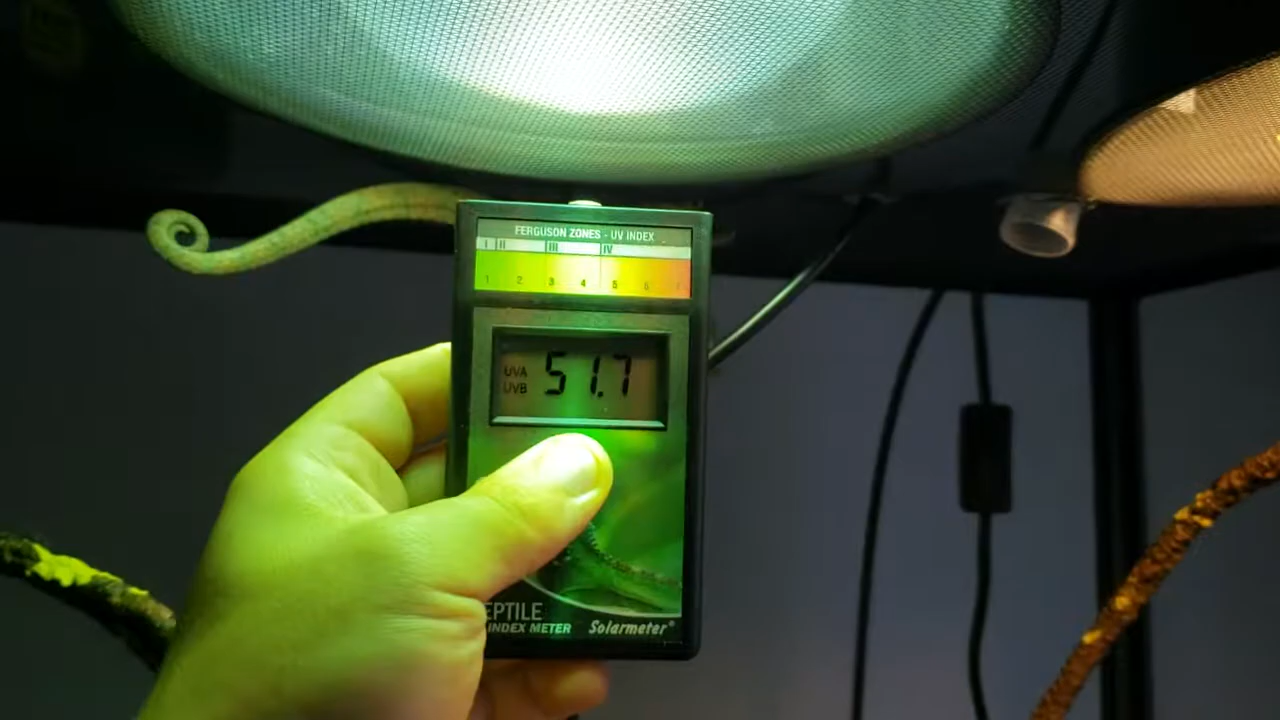 FERGUSON ZONES - UV INDEX
I II III IV
1 2 3 4 5 6 7
UVA
UVB
51.7
EPTILE
INDEX METER Solarmeter®